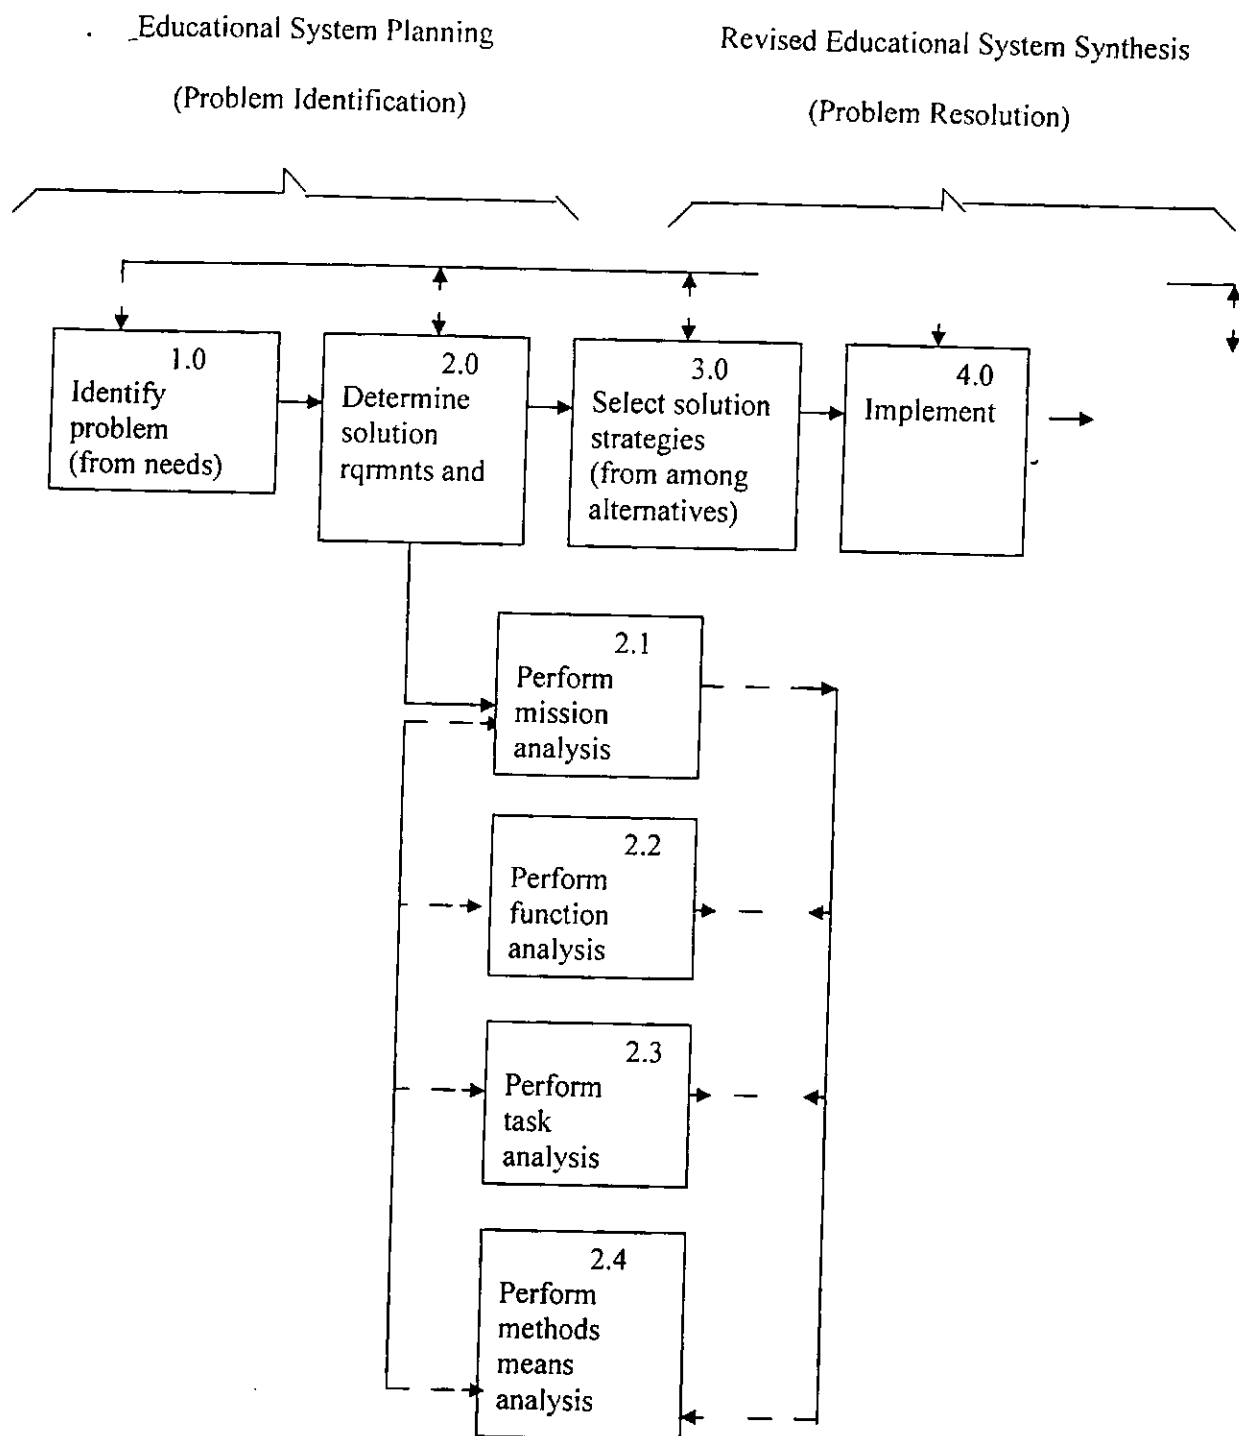 Educational System Planning
(Problem Identification)
Revised Educational System Synthesis
(Problem Resolution)
1.0
Identify
problem
(from needs)
2.0
Determine
solution
rqrmnts and
3.0
Select solution
strategies
(from among
alternatives)
4.0
Implement
2.1
Perform
mission
analysis
2.2
Perform
function
analysis
2.3
Perform
task
analysis
2.4
Perform
methods
means
analysis